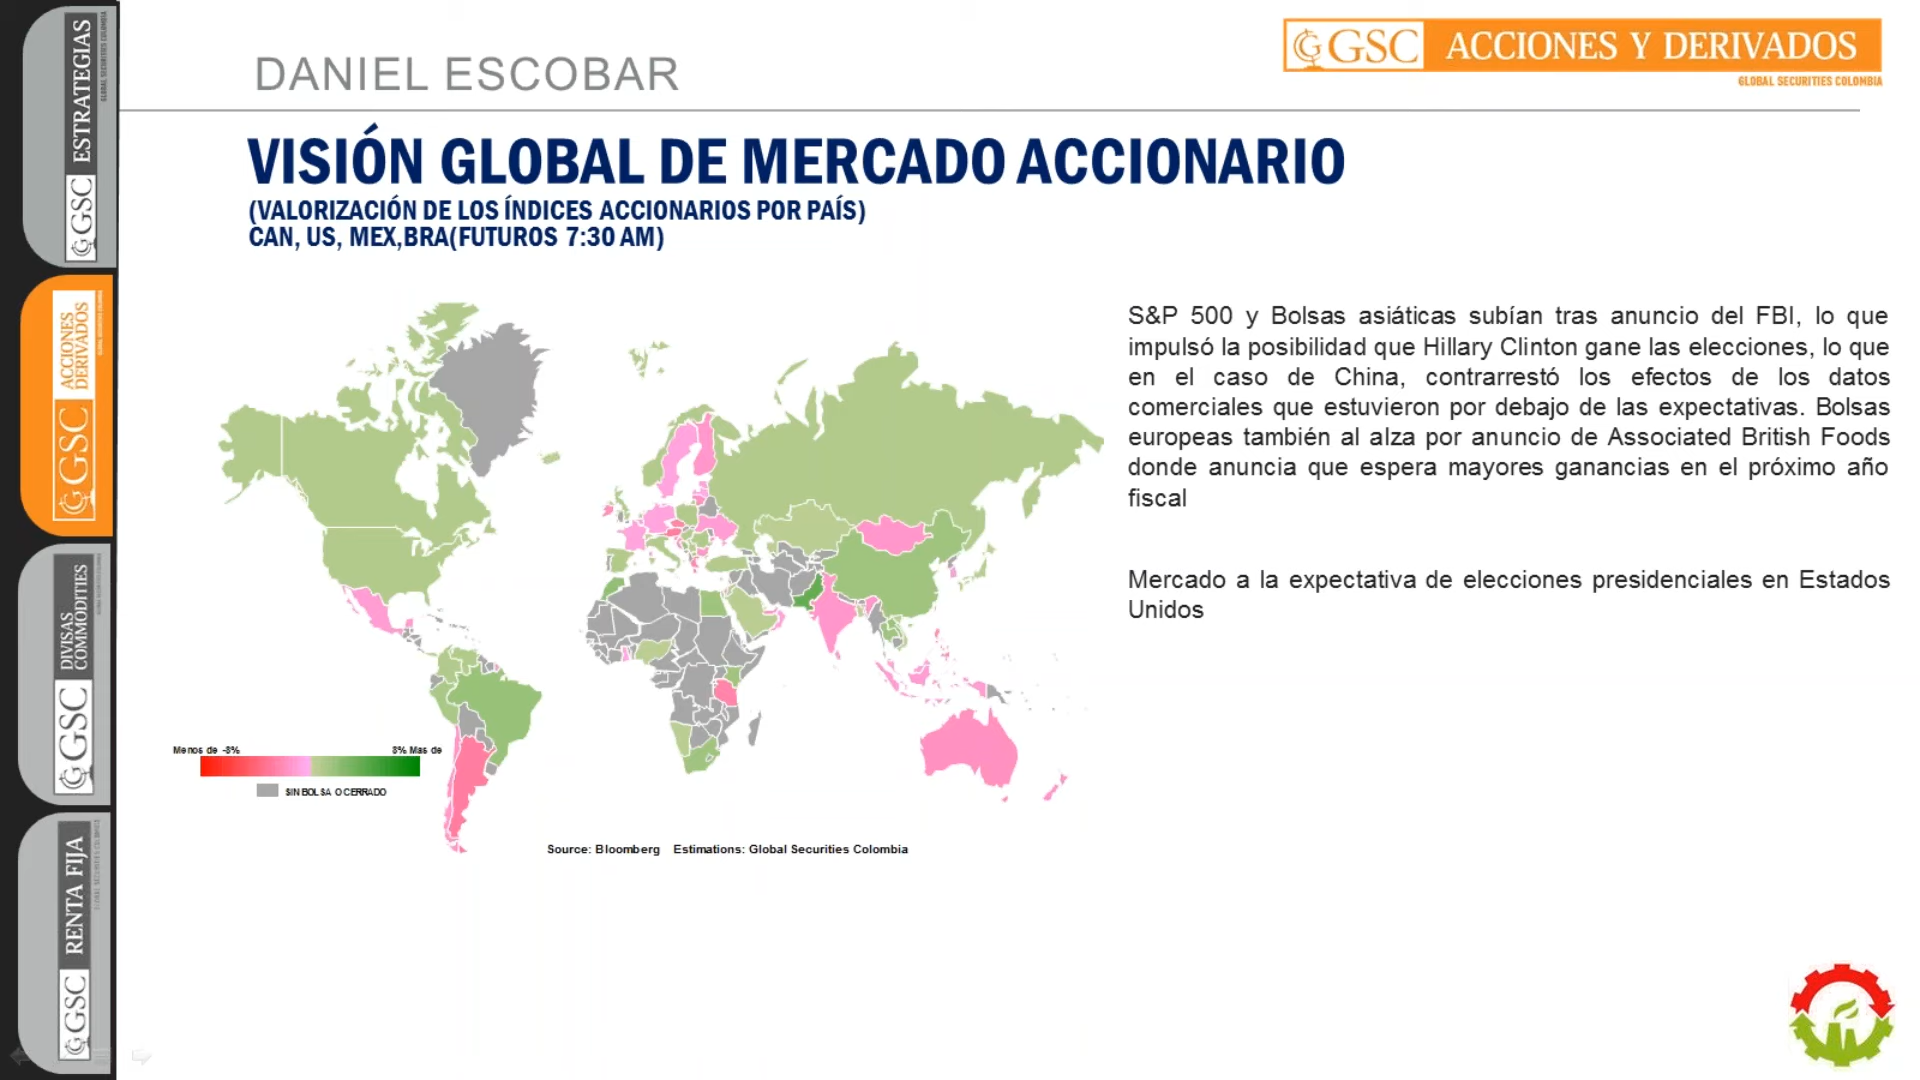 DANIEL ESCOBAR
GSC ACCIONES Y DERIVADOS
GLOBAL SECURITIES COLOMBIA
VISIÓN GLOBAL DE MERCADO ACCIONARIO
(VALORIZACIÓN DE LOS ÍNDICES ACCIONARIOS POR PAÍS)
CAN, US, MEX,BRA(FUTUROS 7:30 AM)
S&P 500 y Bolsas asiáticas subían tras anuncio del FBI, lo que
impulsó la posibilidad que Hillary Clinton gane las elecciones, lo que
en el caso de China, contrarrestó los efectos de los datos
comerciales que estuvieron por debajo de las expectativas. Bolsas
europeas también al alza por anuncio de Associated British Foods
donde anuncia que espera mayores ganancias en el próximo año
fiscal
Mercado a la expectativa de elecciones presidenciales en Estados
Unidos
Menos de -8%
8% Mas de
SIN BOLSA O CERRADO
Source: Bloomberg Estimations: Global Securities Colombia
GSC ESTRATEGIAS
GLOBAL SECURITIES COLOMBIA
GSC ACCIONES
DERIVADOS
GSC DIVISAS
COMMODITIES
GSC RENTA FIJA